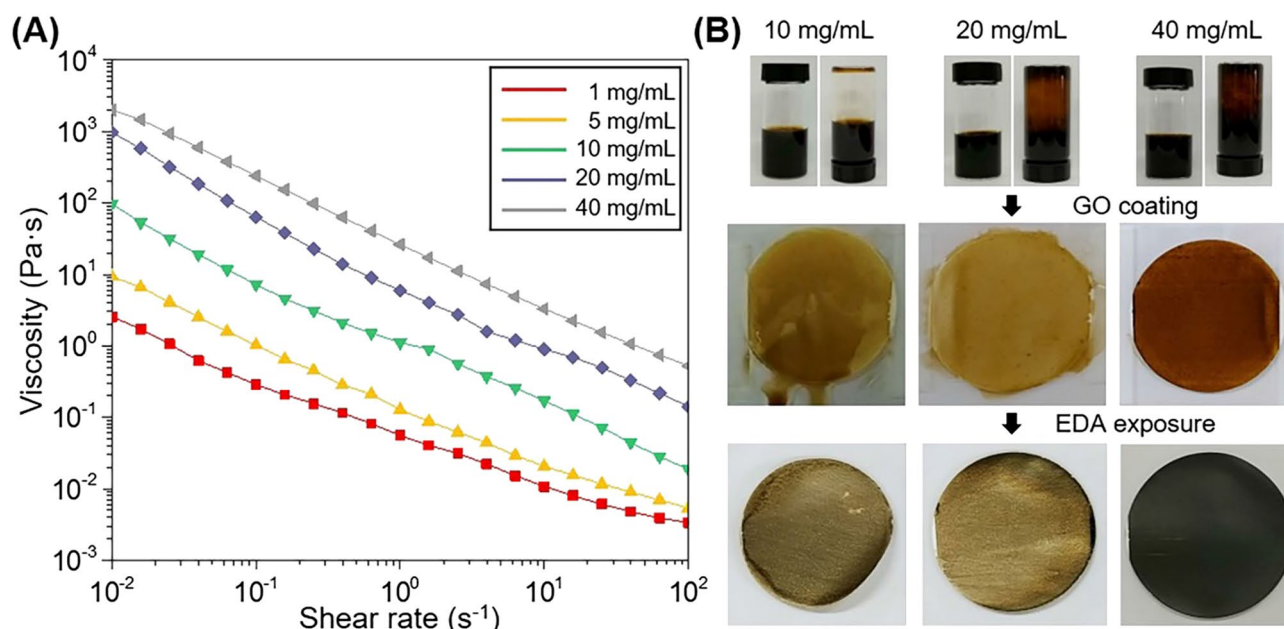 (A)
10⁴
10³
10²
10¹
10⁰
10⁻¹
10⁻²
10⁻³
Viscosity (Pa·s)
1 mg/mL
5 mg/mL
10 mg/mL
20 mg/mL
40 mg/mL
10⁻²
10⁻¹
10⁰
10¹
10²
Shear rate (s⁻¹)
(B)
10 mg/mL
20 mg/mL
40 mg/mL
GO coating
EDA exposure